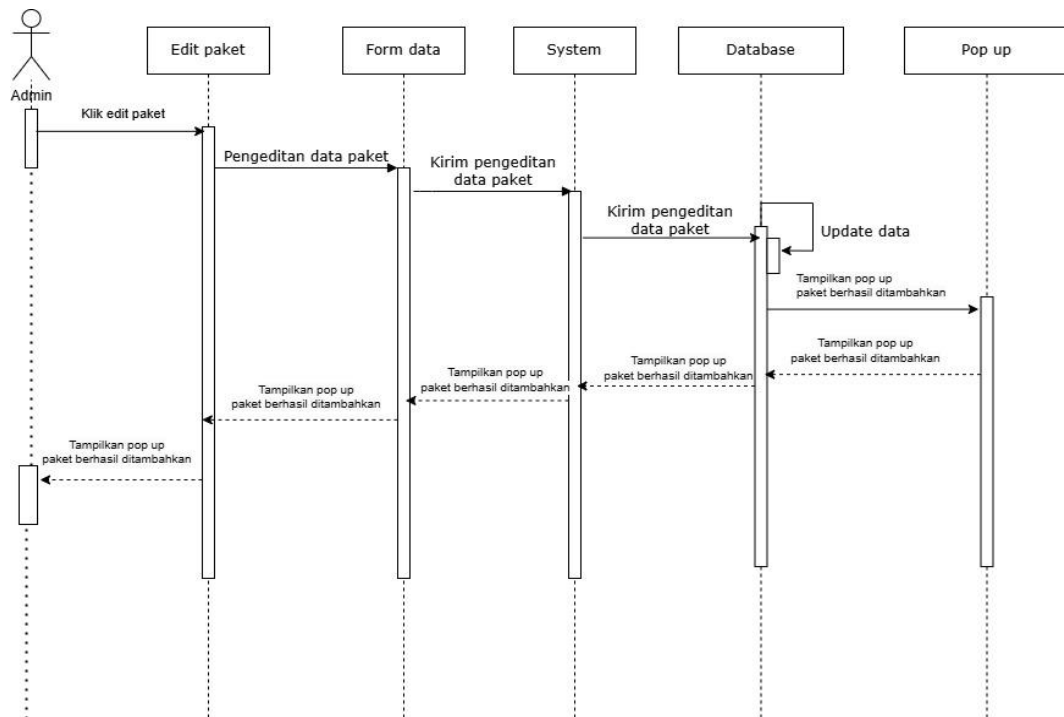 Edit paket
Form data
System
Database
Pop up
Admin
Klik edit paket
Pengeditan data paket
Kirim pengeditan
data paket
Kirim pengeditan
data paket
Update data
Tampilkan pop up
paket berhasil ditambahkan
Tampilkan pop up
paket berhasil ditambahkan
Tampilkan pop up
paket berhasil ditambahkan
Tampilkan pop up
paket berhasil ditambahkan
Tampilkan pop up
paket berhasil ditambahkan
Tampilkan pop up
paket berhasil ditambahkan